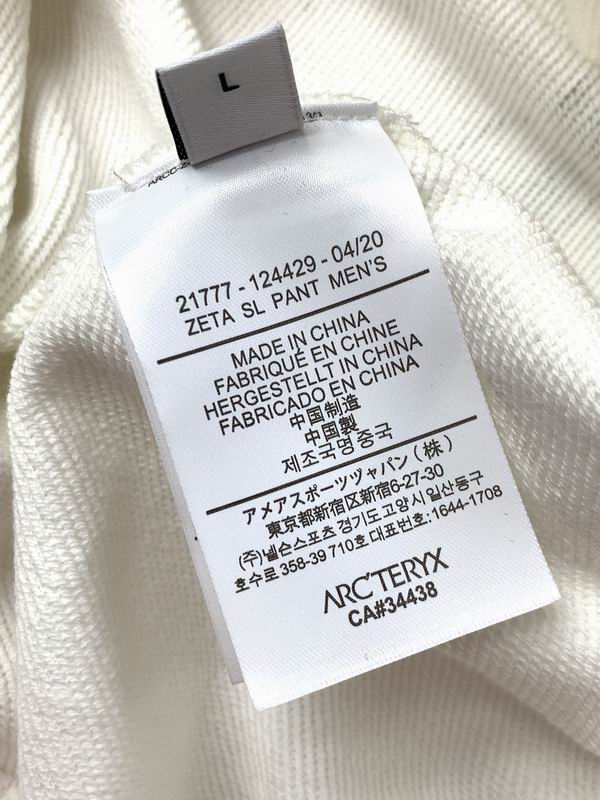 L
21777 - 124429 - 04/20
ZETA SL PANT MEN'S
MADE IN CHINA
FABRIQUÉ EN CHINE
HERGESTELLT IN CHINA
FABRICADO EN CHINA
中国制造
中国製
제조국명중국
アメアスポーツヅャパン(株)
東京都新宿区新宿6-27-30
(주)넬슨스포츠 경기도고양시일산동구
호수로358-39 710호 대표번호:1644-1708
ARC'TERYX
CA#34438